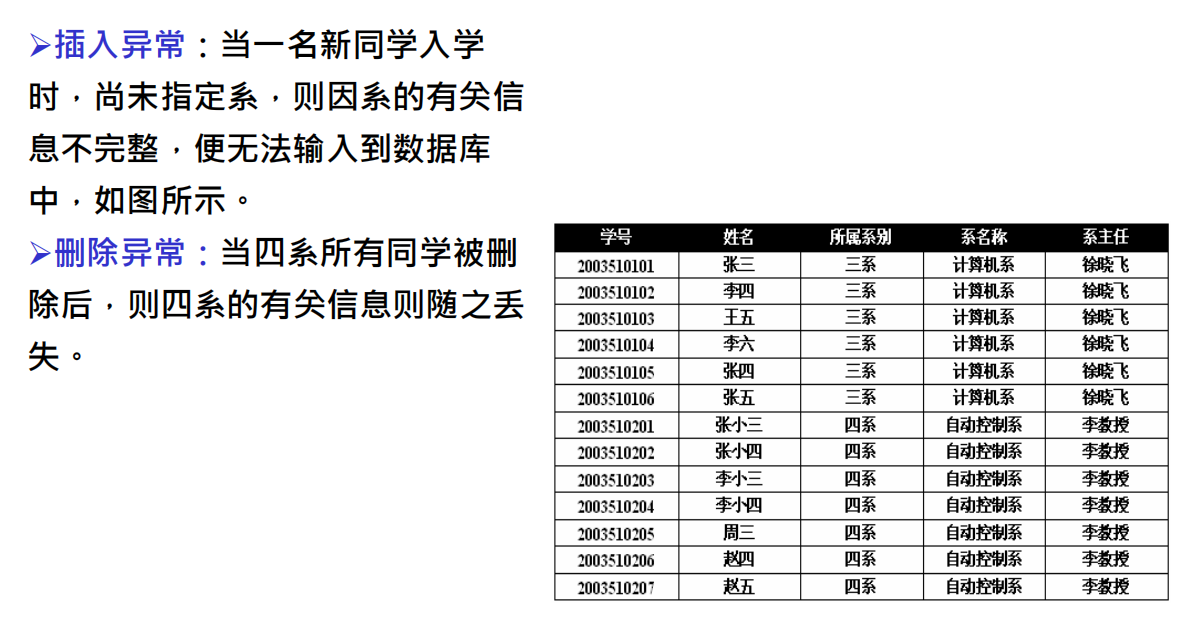 ➢插入异常：当一名新同学入学
时，尚未指定系，则因系的有关信
息不完整，便无法输入到数据库
中，如图所示。
➢删除异常：当四系所有同学被删
除后，则四系的有关信息则随之丢
失。
学号 姓名 所属系别 系名称 系主任
2003510101 张三 三系 计算机系 徐晓飞
2003510102 李四 三系 计算机系 徐晓飞
2003510103 王五 三系 计算机系 徐晓飞
2003510104 李六 三系 计算机系 徐晓飞
2003510105 张四 三系 计算机系 徐晓飞
2003510106 张五 三系 计算机系 徐晓飞
2003510201 张小三 四系 自动控制系 李教授
2003510202 张小四 四系 自动控制系 李教授
2003510203 李小三 四系 自动控制系 李教授
2003510204 李小四 四系 自动控制系 李教授
2003510205 周三 四系 自动控制系 李教授
2003510206 赵四 四系 自动控制系 李教授
2003510207 赵五 四系 自动控制系 李教授